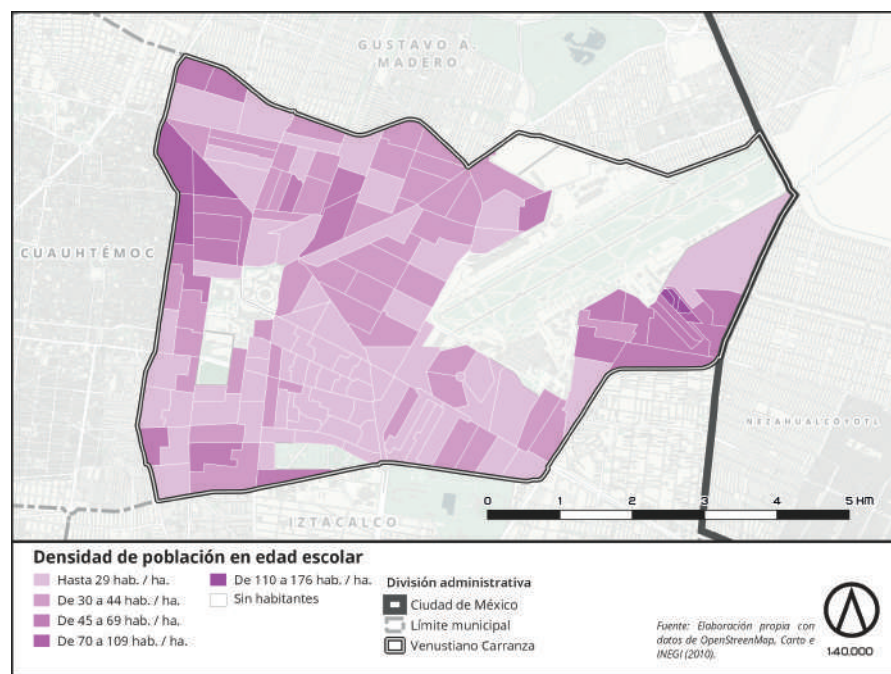 GUSTAVO A.
MADERO
CUAUHTÉMOC
NEZAHUALCÓYOTL
0 1 2 3 4 5 HM
IZTACALCO
Densidad de población en edad escolar
Hasta 29 hab. / ha.
De 30 a 44 hab. / ha.
De 45 a 69 hab. / ha.
De 70 a 109 hab. / ha.
De 110 a 176 hab. / ha.
Sin habitantes
División administrativa
Ciudad de México
Límite municipal
Venustiano Carranza
Fuente: Elaboración propia con
datos de OpenStreenMap, Carto e
INEGI (2010).
1:40,000